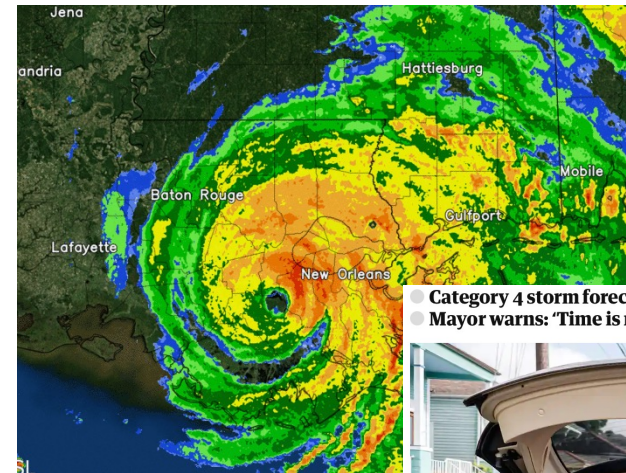 Jena
andria
Hattiesburg
Mobile
Baton Rouge
Gulfport
Lafayette
New Orleans
Category 4 storm forec
Mayor warns: ‘Time is